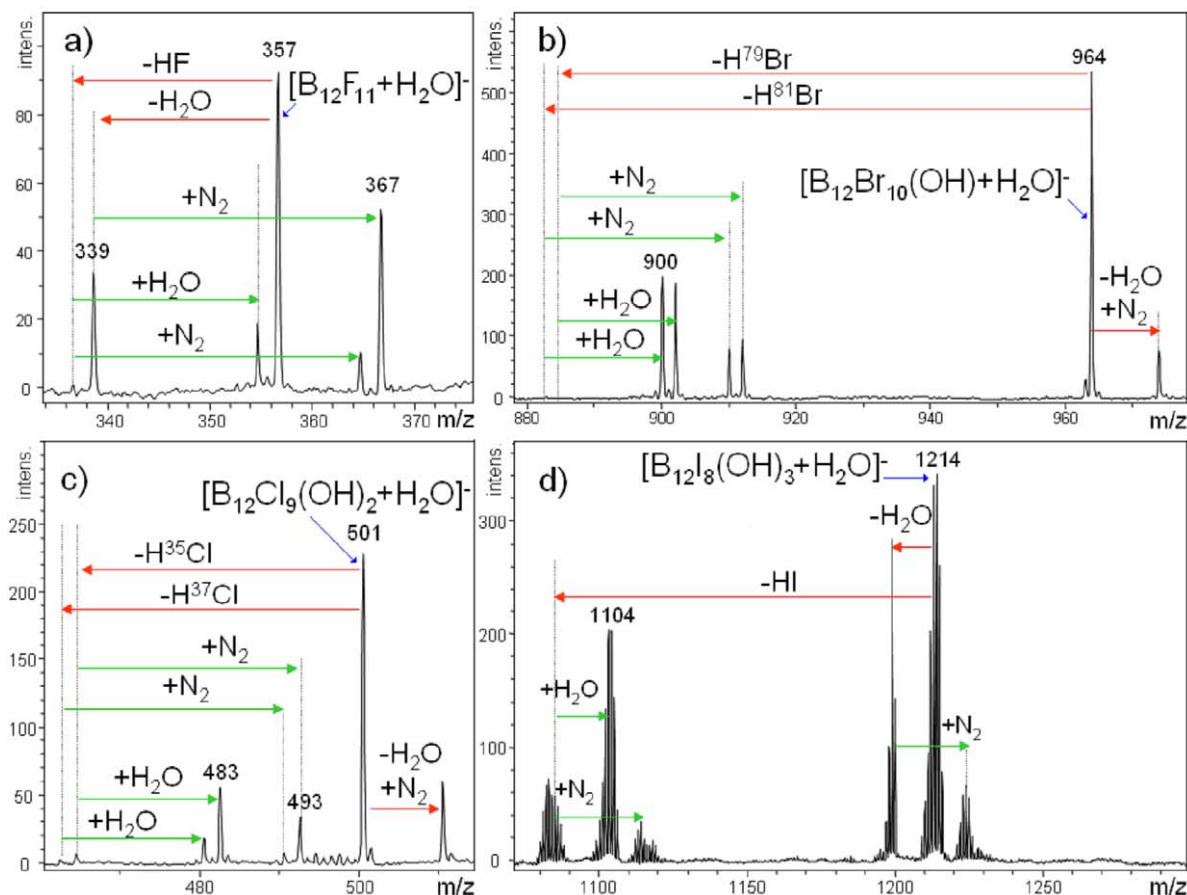 a)
intens.
357
-HF
[B₁₂F₁₁+H₂O]⁻
-H₂O
80
60
+N₂
367
40
339
+H₂O
20
+N₂
0
340
350
360
370
m/z
b)
intens.
964
-H⁷⁹Br
500
-H⁸¹Br
400
+N₂
[B₁₂Br₁₀(OH)+H₂O]⁻
300
+N₂
200
900
-H₂O
+H₂O
+N₂
100
+H₂O
0
880
900
920
940
960
m/z
c)
intens.
[B₁₂Cl₉(OH)₂+H₂O]⁻
250
501
-H³⁵Cl
200
-H³⁷Cl
+N₂
150
+N₂
100
-H₂O
483
+N₂
+H₂O
50
493
+H₂O
0
480
500
m/z
d)
intens.
[B₁₂I₈(OH)₃+H₂O]⁻
1214
300
-H₂O
-HI
200
1104
+H₂O
+N₂
100
+N₂
0
1100
1150
1200
1250
m/z